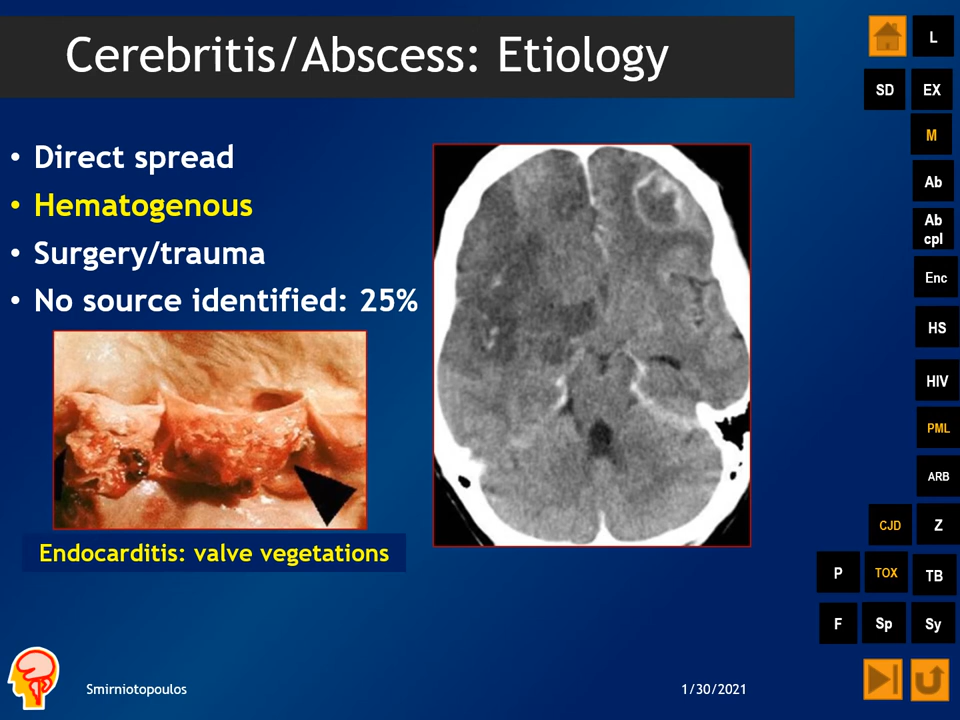 Cerebritis/Abscess: Etiology
• Direct spread
• Hematogenous
• Surgery/trauma
• No source identified: 25%
Endocarditis: valve vegetations
Smirniotopoulos
1/30/2021
L
SD
EX
M
Ab
Ab
cpl
Enc
HS
HIV
PML
ARB
CJD
Z
P
TOX
TB
F
Sp
Sy